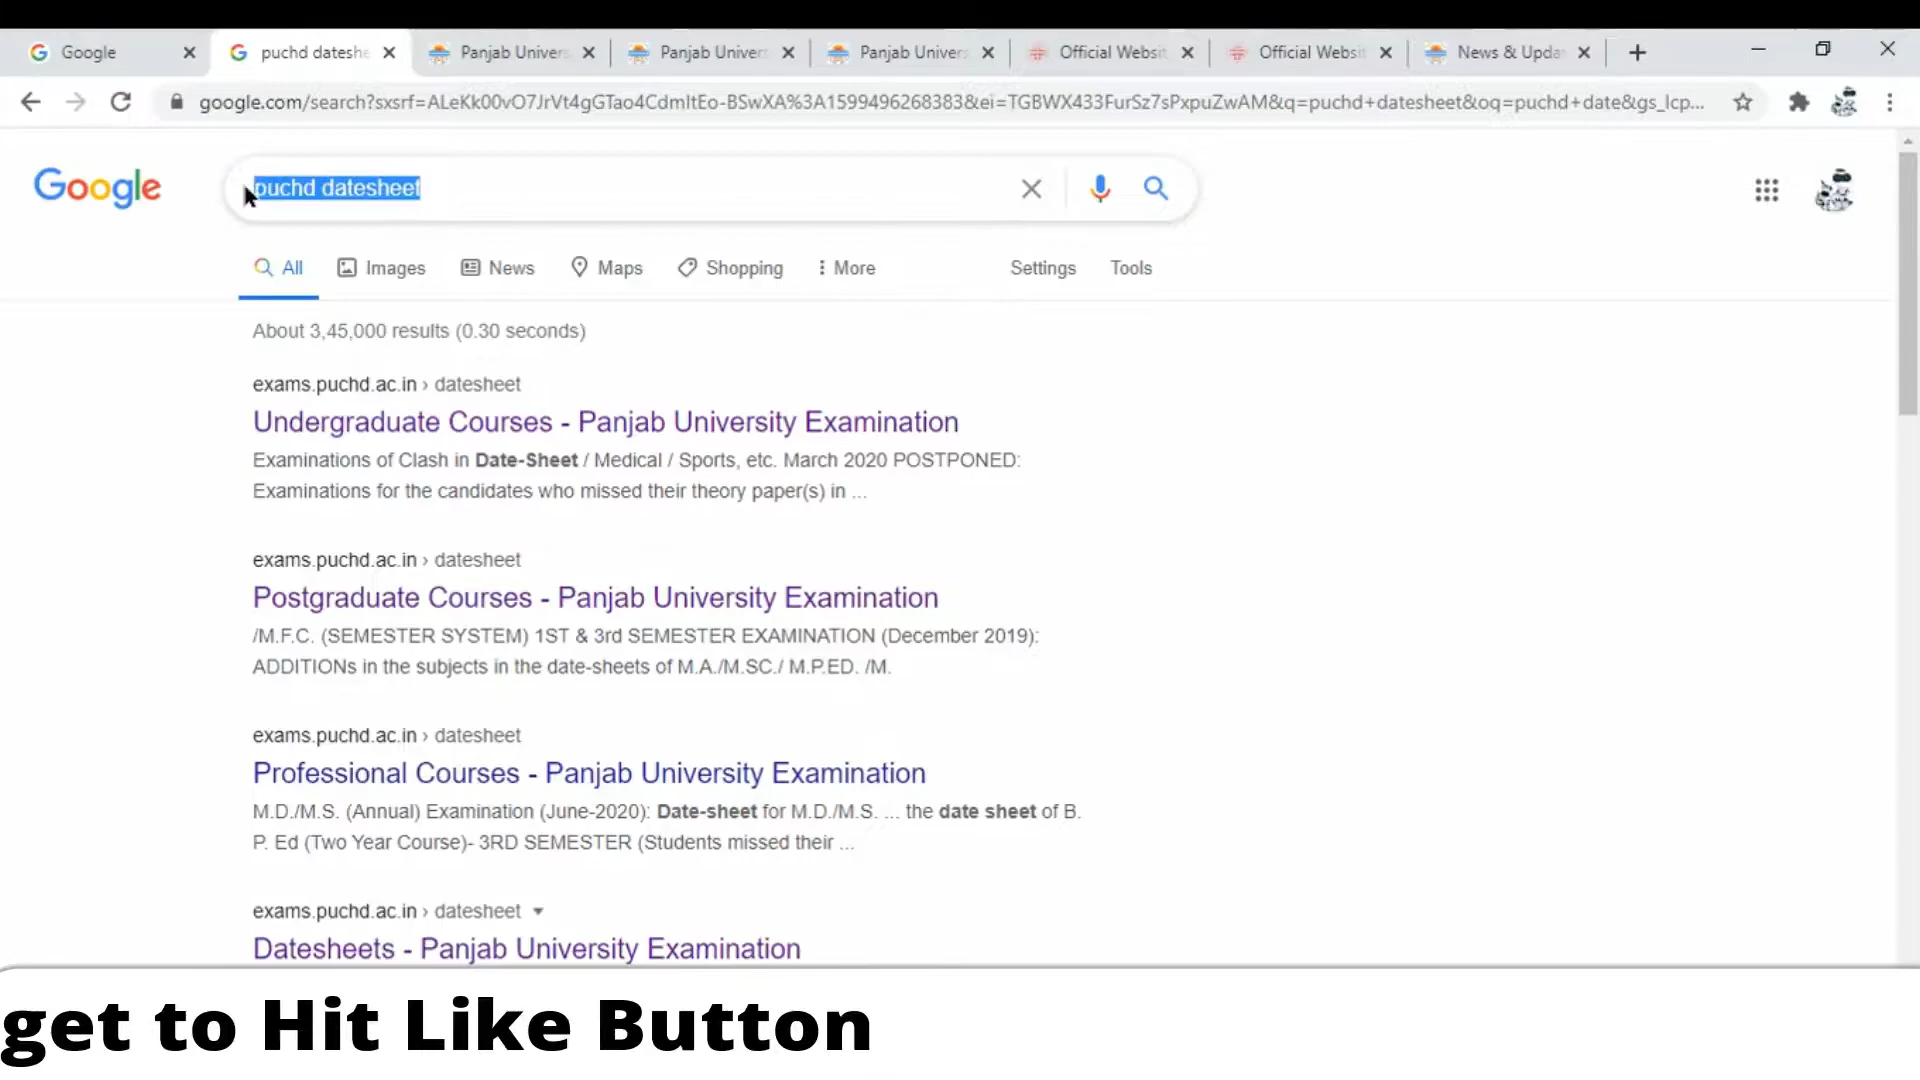 Google
puchd dateshe
Panjab Univers
Panjab Univers
Panjab Univers
Official Websit
Official Websit
News & Upda
google.com/search?sxsrf=ALeKk00vO7JrVt4gGTao4CdmItEo-BSwXA%3A1599496268383&ei=TGBWX433FurSz7sPxpuZwAM&q=puchd+datesheet&oq=puchd+date&gs_lcp...
Google
puchd datesheet
All
Images
News
Maps
Shopping
More
Settings
Tools
About 3,45,000 results (0.30 seconds)
exams.puchd.ac.in › datesheet
Undergraduate Courses - Panjab University Examination
Examinations of Clash in Date-Sheet / Medical / Sports, etc. March 2020 POSTPONED:
Examinations for the candidates who missed their theory paper(s) in ...
exams.puchd.ac.in › datesheet
Postgraduate Courses - Panjab University Examination
/M.F.C. (SEMESTER SYSTEM) 1ST & 3rd SEMESTER EXAMINATION (December 2019):
ADDITIONs in the subjects in the date-sheets of M.A./M.SC./ M.P.ED. /M.
exams.puchd.ac.in › datesheet
Professional Courses - Panjab University Examination
M.D./M.S. (Annual) Examination (June-2020): Date-sheet for M.D./M.S. ... the date sheet of B.
P. Ed (Two Year Course)- 3RD SEMESTER (Students missed their ...
exams.puchd.ac.in › datesheet
Datesheets - Panjab University Examination
get to Hit Like Button